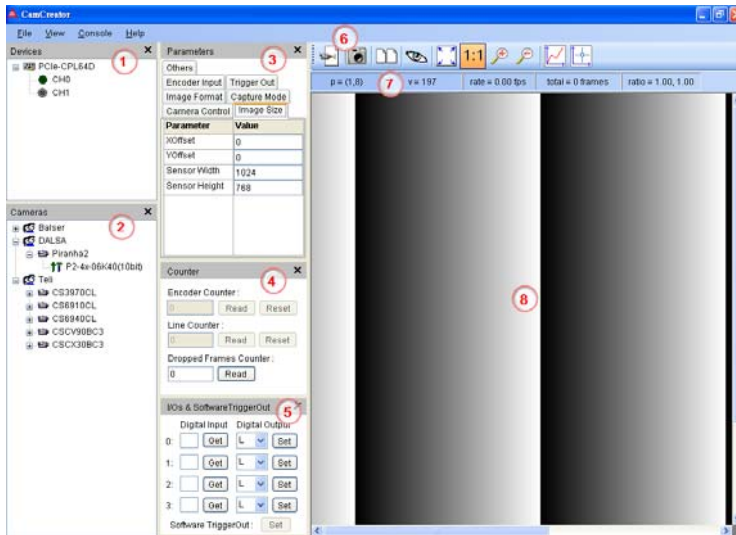 CamCreator
File View Console Help
Devices
1
PCIe-CPL64D
CH0
CH1
Cameras
2
Balser
DALSA
Piranha2
P2-4x-06K40(10bit)
Teli
CS3970CL
CS6910CL
CS6940CL
CSCV90BC3
CSCX30BC3
Parameters
3
Others
Encoder Input Trigger Out
Image Format Capture Mode
Camera Control Image Size
Parameter Value
XOffset 0
YOffset 0
Sensor Width 1024
Sensor Height 768
Counter
4
Encoder Counter :
0 Read Reset
Line Counter :
0 Read Reset
Dropped Frames Counter :
0 Read
I/Os & SoftwareTriggerOut
5
Digital Input Digital Output
0: Get L Set
1: Get L Set
2: Get L Set
3: Get L Set
Software TriggerOut : Set
6
1:1
7
p = (1,8) v = 197 rate = 0.00 fps total = 0 frames ratio = 1.00, 1.00
8